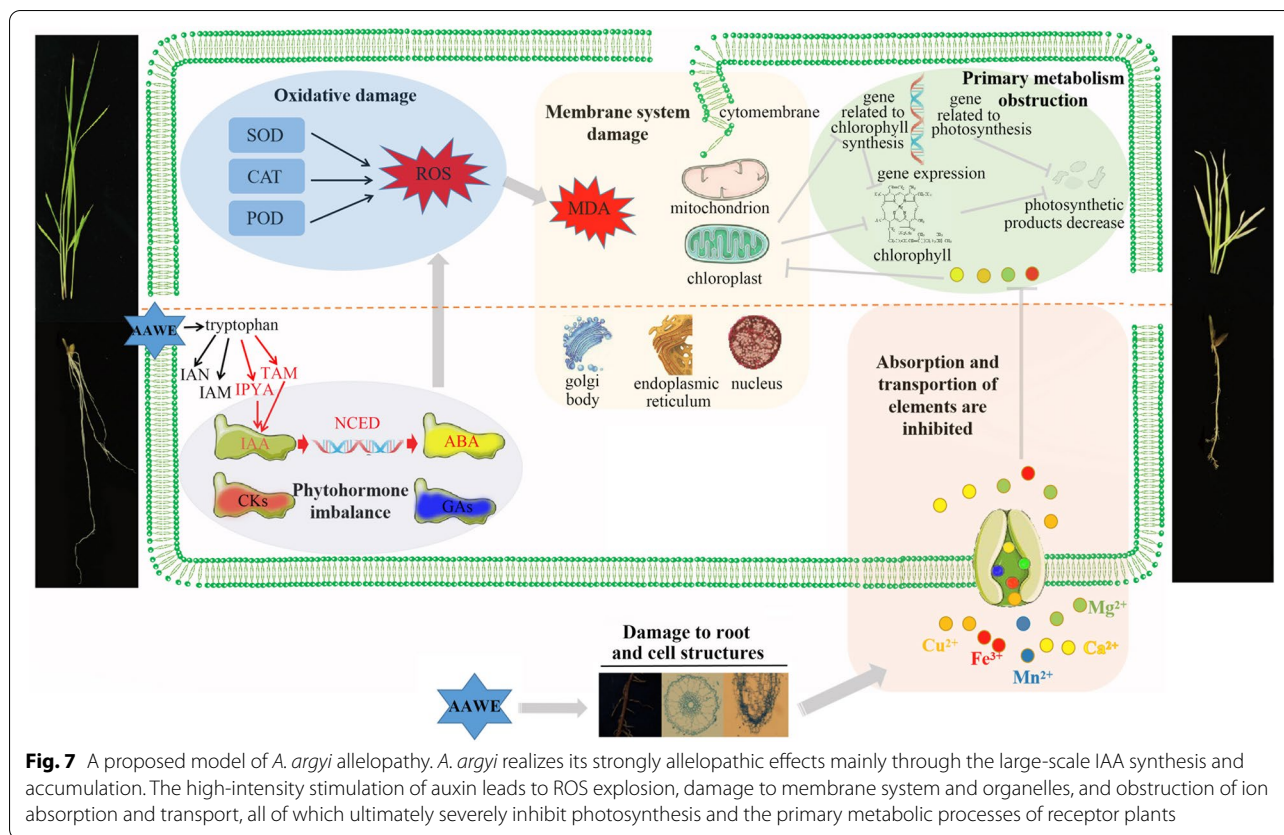 Oxidative damage
SOD
CAT
POD
ROS
Membrane system
damage
MDA
cytomembrane
mitochondrion
chloroplast
Primary metabolism
obstruction
gene
related to
chlorophyll
synthesis
gene
related to
photosynthesis
gene expression
chlorophyll
photosynthetic
products decrease
AAWE
tryptophan
IAN
IAM
IPYA
TAM
IAA
NCED
ABA
CKs
Phytohormone
imbalance
GAs
golgi
body
endoplasmic
reticulum
nucleus
Absorption and
transportion of
elements are
inhibited
Cu²⁺
Fe³⁺
Mn²⁺
Ca²⁺
Mg²⁺
Damage to root
and cell structures
AAWE
Fig. 7 A proposed model of A. argyi allelopathy. A. argyi realizes its strongly allelopathic effects mainly through the large-scale IAA synthesis and
accumulation. The high-intensity stimulation of auxin leads to ROS explosion, damage to membrane system and organelles, and obstruction of ion
absorption and transport, all of which ultimately severely inhibit photosynthesis and the primary metabolic processes of receptor plants